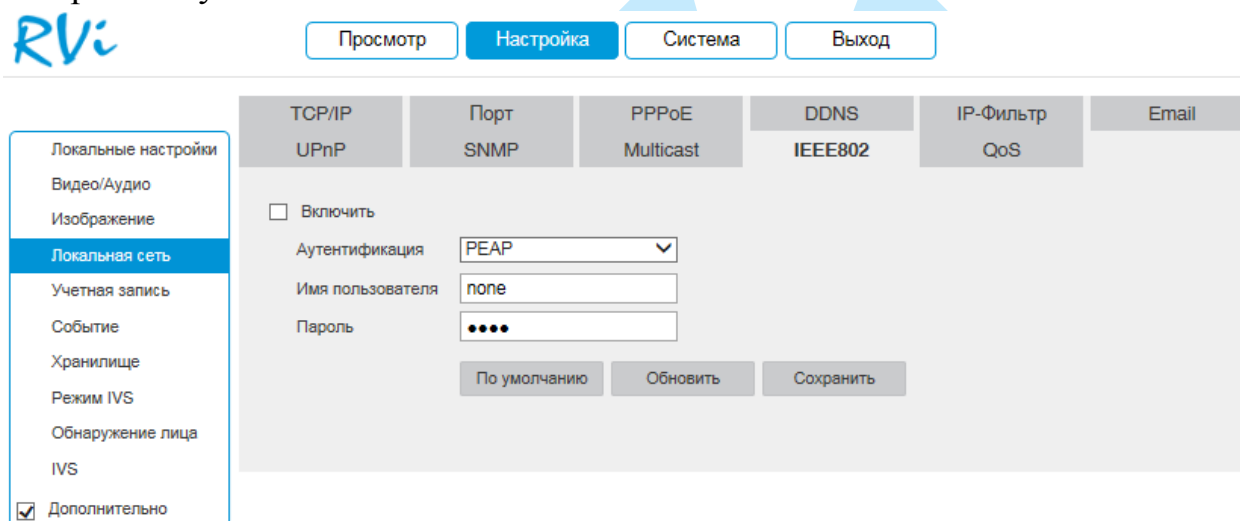 RVi
Просмотр Настройка Система Выход
TCP/IP Порт PPPoE DDNS IP-Фильтр Email
UPnP SNMP Multicast IEEE802 QoS
Локальные настройки
Видео/Аудио
Изображение
Локальная сеть
Учетная запись
Событие
Хранилище
Режим IVS
Обнаружение лица
IVS
Дополнительно
Включить
Аутентификация PEAP
Имя пользователя none
Пароль ••••
По умолчанию Обновить Сохранить